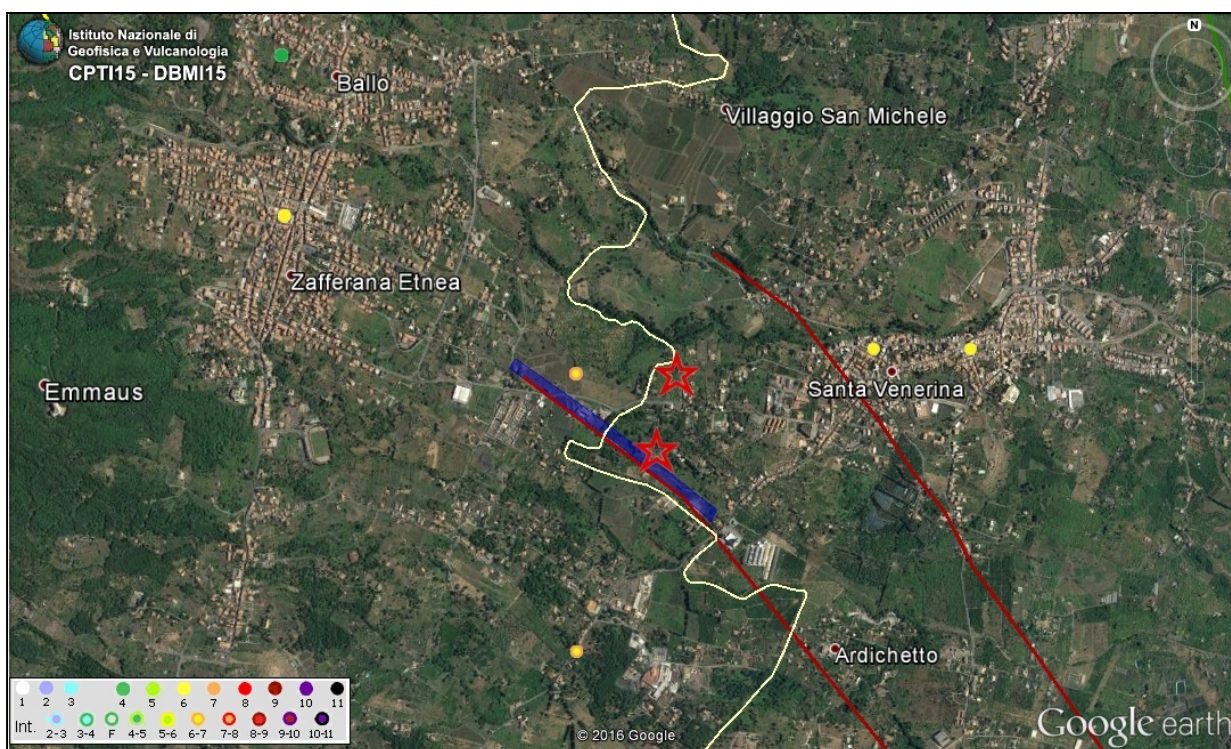 Istituto Nazionale di
Geofisica e Vulcanologia
CPTI15 - DBMI15
N
Ballo
Villaggio San Michele
Zafferana Etnea
Emmaus
Santa Venerina
Ardichetto
1 2 3 4 5 6 7 8 9 10 11
Int. 2-3 3-4 F 4-5 5-6 6-7 7-8 8-9 9-10 10-11
© 2016 Google
Google earth